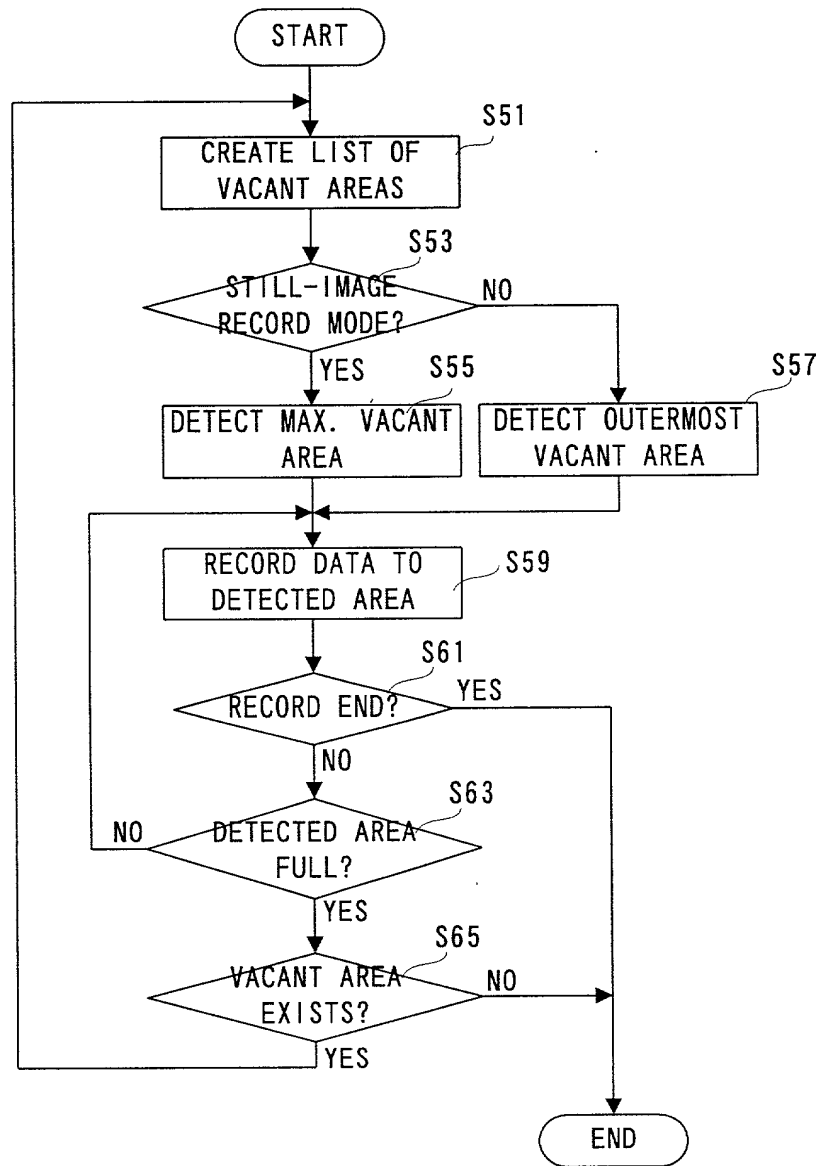 START
S51
CREATE LIST OF
VACANT AREAS
S53
STILL-IMAGE
RECORD MODE?
NO
YES
S55
S57
DETECT MAX. VACANT
AREA
DETECT OUTERMOST
VACANT AREA
RECORD DATA TO
DETECTED AREA
S59
S61
RECORD END?
YES
NO
S63
NO
DETECTED AREA
FULL?
YES
S65
VACANT AREA
EXISTS?
NO
YES
END